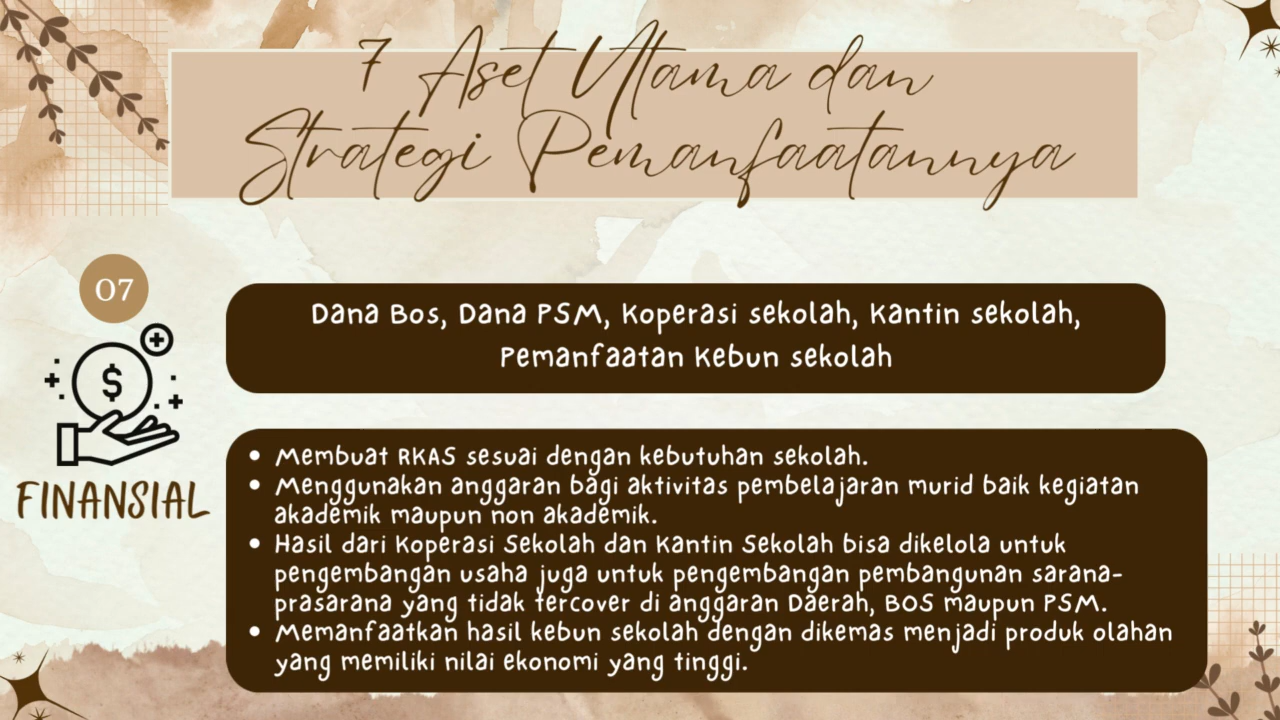 7 Aset Utama dan
Strategi Pemanfaatannya
07
FINANSIAL
Dana Bos, Dana PSM, Koperasi sekolah, Kantin sekolah,
Pemanfaatan Kebun sekolah
• Membuat RKAS sesuai dengan kebutuhan sekolah.
• Menggunakan anggaran bagi aktivitas pembelajaran murid baik kegiatan
akademik maupun non akademik.
• Hasil dari Koperasi Sekolah dan Kantin Sekolah bisa dikelola untuk
pengembangan usaha juga untuk pengembangan pembangunan sarana-
prasarana yang tidak tercover di anggaran Daerah, BOS maupun PSM.
• Memanfaatkan hasil kebun sekolah dengan dikemas menjadi produk olahan
yang memiliki nilai ekonomi yang tinggi.